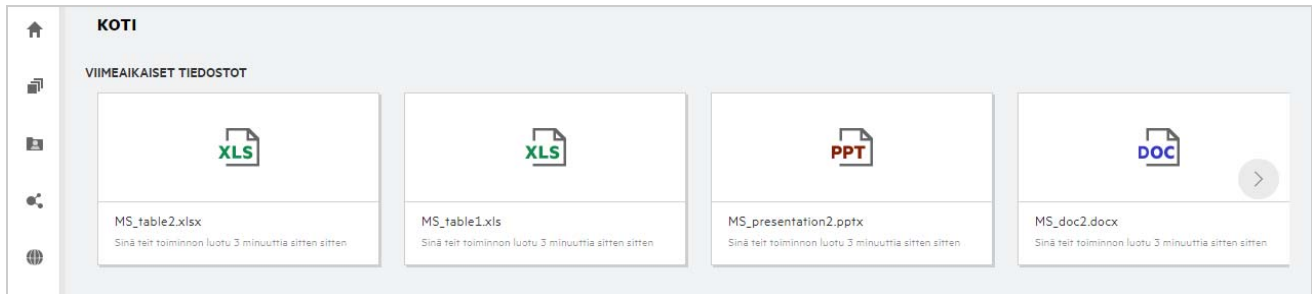 KOTI
VIIMEAIKAISET TIEDOSTOT
XLS XLS PPT DOC
MS_table2.xlsx MS_table1.xls MS_presentation2.pptx MS_doc2.docx
Sinä teit toiminnon luotu 3 minuuttia sitten sitten Sinä teit toiminnon luotu 3 minuuttia sitten sitten Sinä teit toiminnon luotu 3 minuuttia sitten sitten Sinä teit toiminnon luotu 3 minuuttia sitten sitten